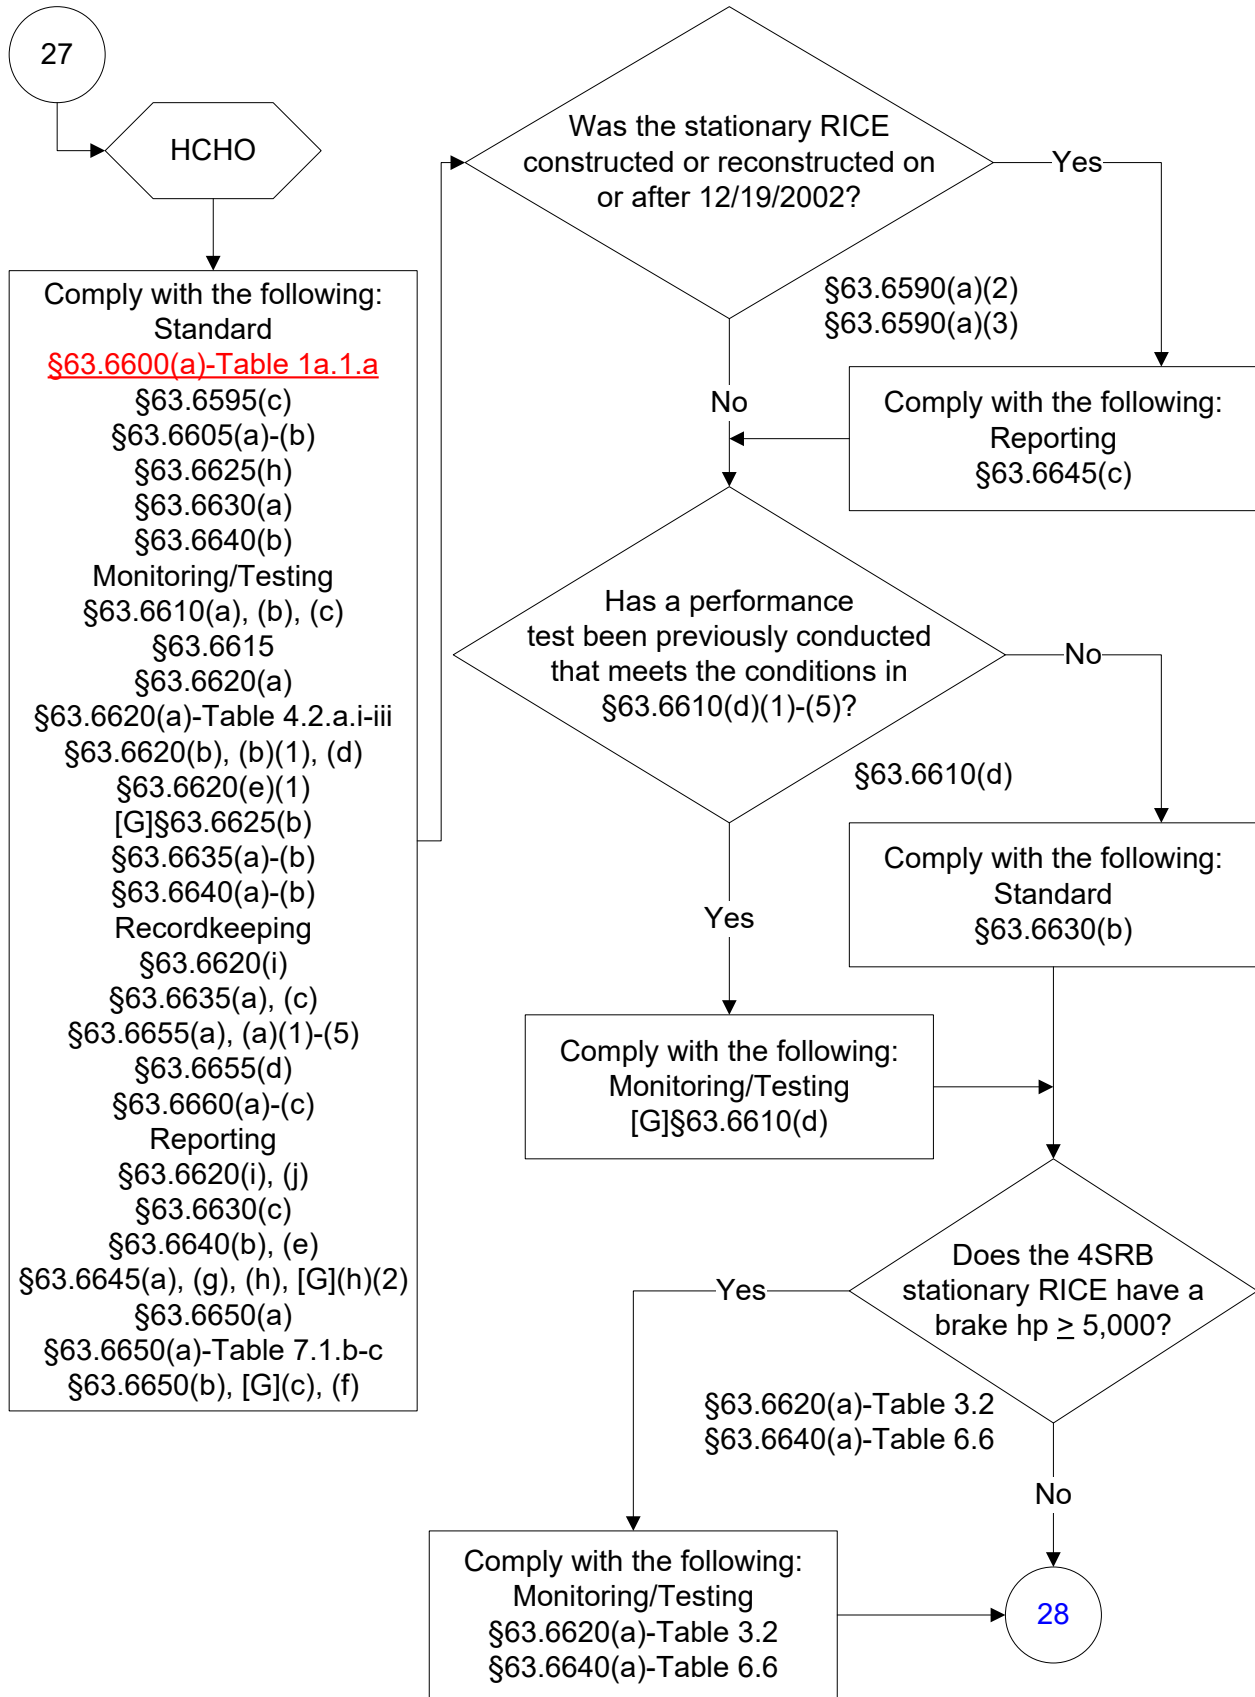 27
HCHO
Comply with the following:
Standard
§63.6600(a)-Table 1a.1.a
§63.6595(c)
§63.6605(a)-(b)
§63.6625(h)
§63.6630(a)
§63.6640(b)
Monitoring/Testing
§63.6610(a), (b), (c)
§63.6615
§63.6620(a)
§63.6620(a)-Table 4.2.a.i-iii
§63.6620(b), (b)(1), (d)
§63.6620(e)(1)
[G]§63.6625(b)
§63.6635(a)-(b)
§63.6640(a)-(b)
Recordkeeping
§63.6620(i)
§63.6635(a), (c)
§63.6655(a), (a)(1)-(5)
§63.6655(d)
§63.6660(a)-(c)
Reporting
§63.6620(i), (j)
§63.6630(c)
§63.6640(b), (e)
§63.6645(a), (g), (h), [G](h)(2)
§63.6650(a)
§63.6650(a)-Table 7.1.b-c
§63.6650(b), [G](c), (f)
Was the stationary RICE
constructed or reconstructed on
or after 12/19/2002?
Yes
§63.6590(a)(2)
§63.6590(a)(3)
No
Comply with the following:
Reporting
§63.6645(c)
Has a performance
test been previously conducted
that meets the conditions in
§63.6610(d)(1)-(5)?
No
§63.6610(d)
Yes
Comply with the following:
Standard
§63.6630(b)
Comply with the following:
Monitoring/Testing
[G]§63.6610(d)
Does the 4SRB
stationary RICE have a
brake hp ≥ 5,000?
Yes
§63.6620(a)-Table 3.2
§63.6640(a)-Table 6.6
No
Comply with the following:
Monitoring/Testing
§63.6620(a)-Table 3.2
§63.6640(a)-Table 6.6
28